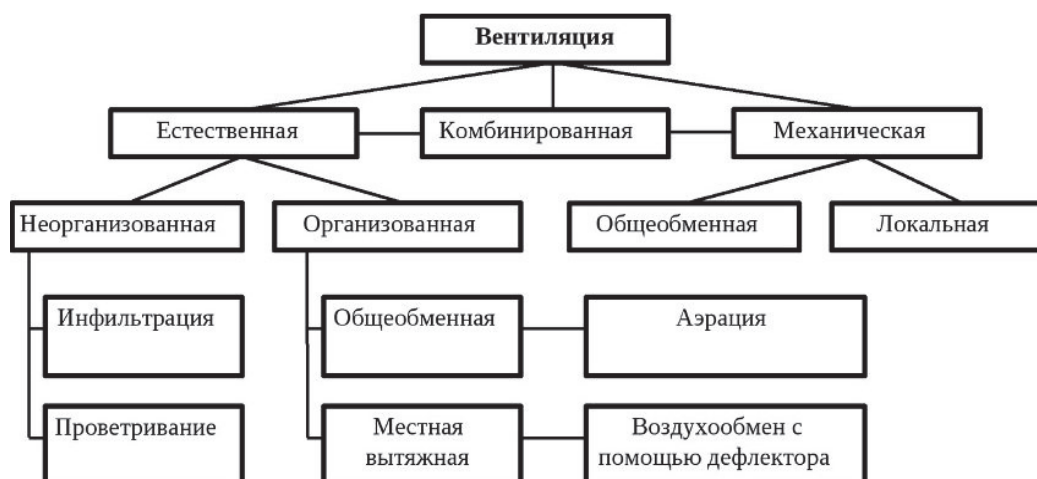 Вентиляция
Естественная
Комбинированная
Механическая
Неорганизованная
Организованная
Общеобменная
Локальная
Инфильтрация
Общеобменная
Аэрация
Проветривание
Местная
вытяжная
Воздухообмен с
помощью дефлектора